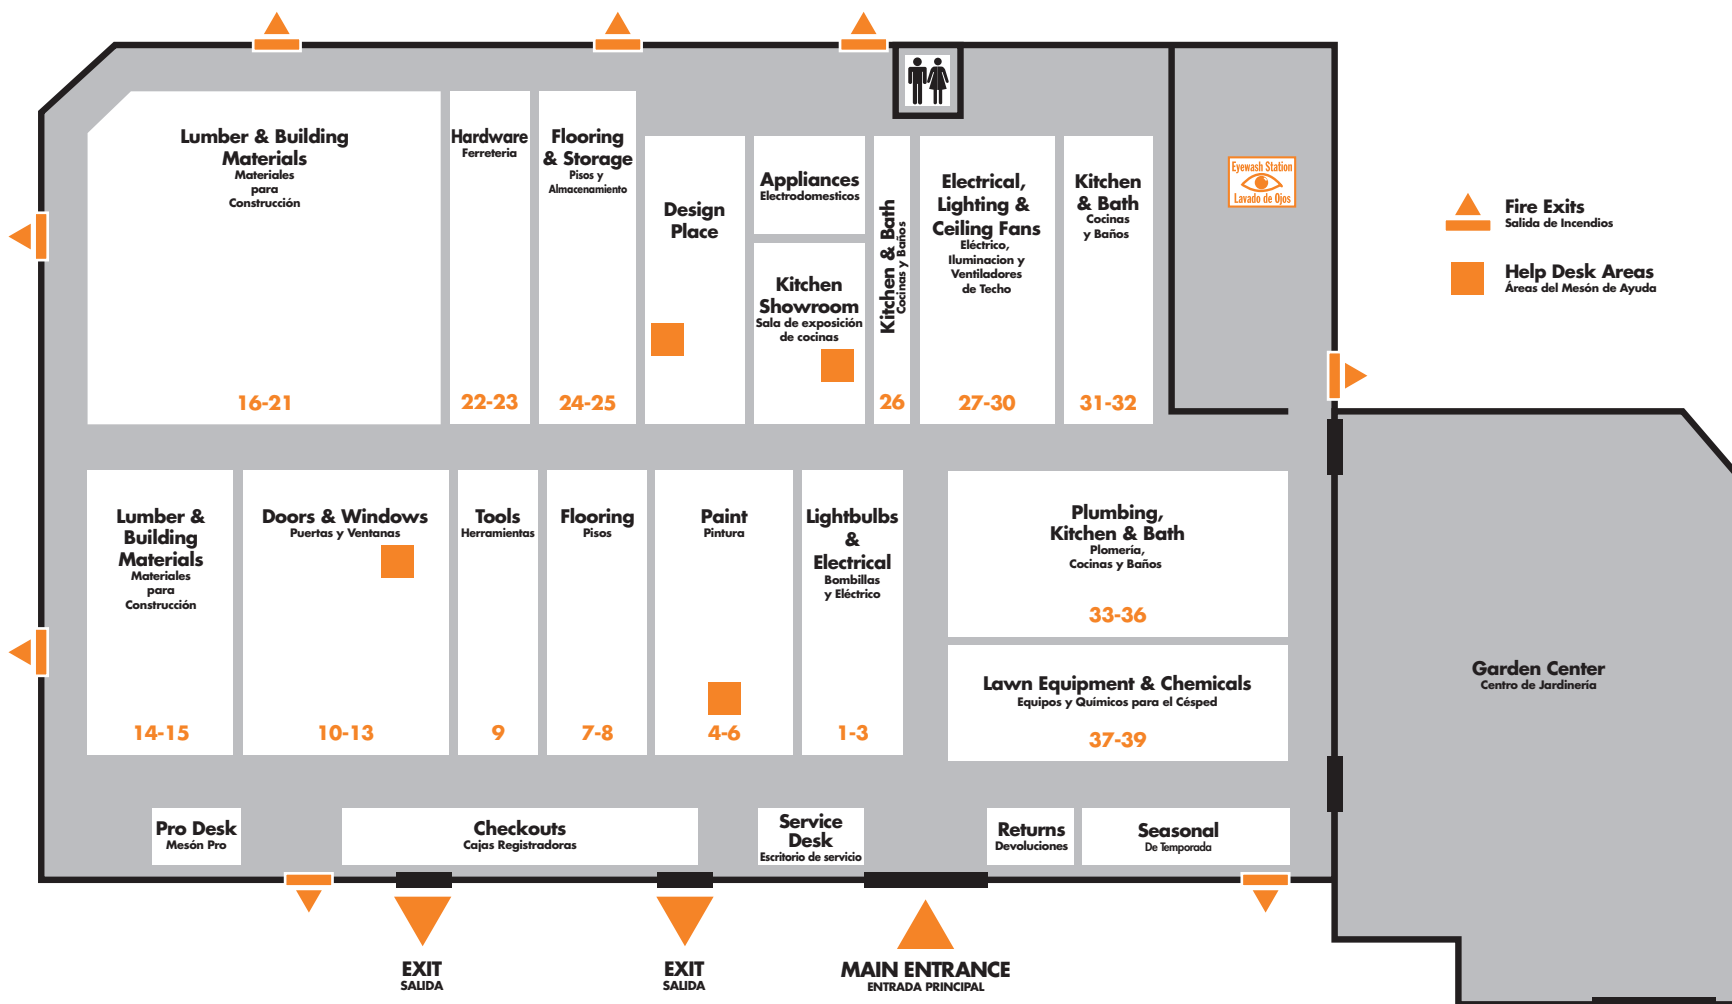 Lumber & Building
Materials
Materiales
para
Construcción
16-21
Hardware
Ferreteria
22-23
Flooring
& Storage
Pisos y
Almacenamiento
24-25
Design
Place
Appliances
Electrodomesticos
Kitchen
Showroom
Sala de exposición
de cocinas
Kitchen & Bath
Cocinas y Baños
26
Electrical,
Lighting &
Ceiling Fans
Eléctrico,
Iluminacion y
Ventiladores
de Techo
27-30
Kitchen
& Bath
Cocinas
y Baños
31-32
Eyewash Station
Lavado de Ojos
Fire Exits
Salida de Incendios
Help Desk Areas
Áreas del Mesón de Ayuda
Lumber &
Building
Materials
Materiales
para
Construcción
14-15
Doors & Windows
Puertas y Ventanas
10-13
Tools
Herramientas
9
Flooring
Pisos
7-8
Paint
Pintura
4-6
Lightbulbs
&
Electrical
Bombillas
y Eléctrico
1-3
Plumbing,
Kitchen & Bath
Plomería,
Cocinas y Baños
33-36
Lawn Equipment & Chemicals
Equipos y Químicos para el Césped
37-39
Garden Center
Centro de Jardinería
Pro Desk
Mesón Pro
Checkouts
Cajas Registradoras
Service
Desk
Escritorio de servicio
Returns
Devoluciones
Seasonal
De Temporada
EXIT
SALIDA
EXIT
SALIDA
MAIN ENTRANCE
ENTRADA PRINCIPAL